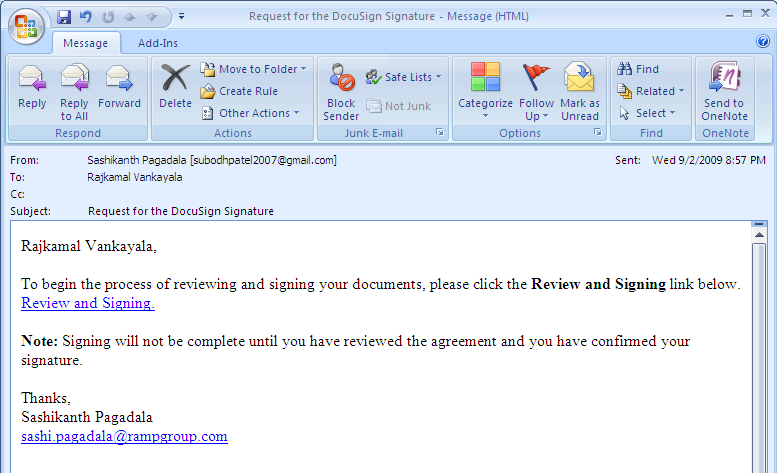 Request for the DocuSign Signature - Message (HTML)
Message Add-Ins
Reply Reply to All Forward
Respond
Delete Move to Folder Create Rule Other Actions
Actions
Block Sender Safe Lists Not Junk
Junk E-mail
Categorize Follow Up Mark as Unread
Options
Find Related Select
Find
Send to OneNote
OneNote
From: Sashikanth Pagadala [subodhpatel2007@gmail.com] Sent: Wed 9/2/2009 8:57 PM
To: Rajkamal Vankayala
Cc:
Subject: Request for the DocuSign Signature
Rajkamal Vankayala,
To begin the process of reviewing and signing your documents, please click the Review and Signing link below.
Review and Signing.
Note: Signing will not be complete until you have reviewed the agreement and you have confirmed your
signature.
Thanks,
Sashikanth Pagadala
sashi.pagadala@rampgroup.com